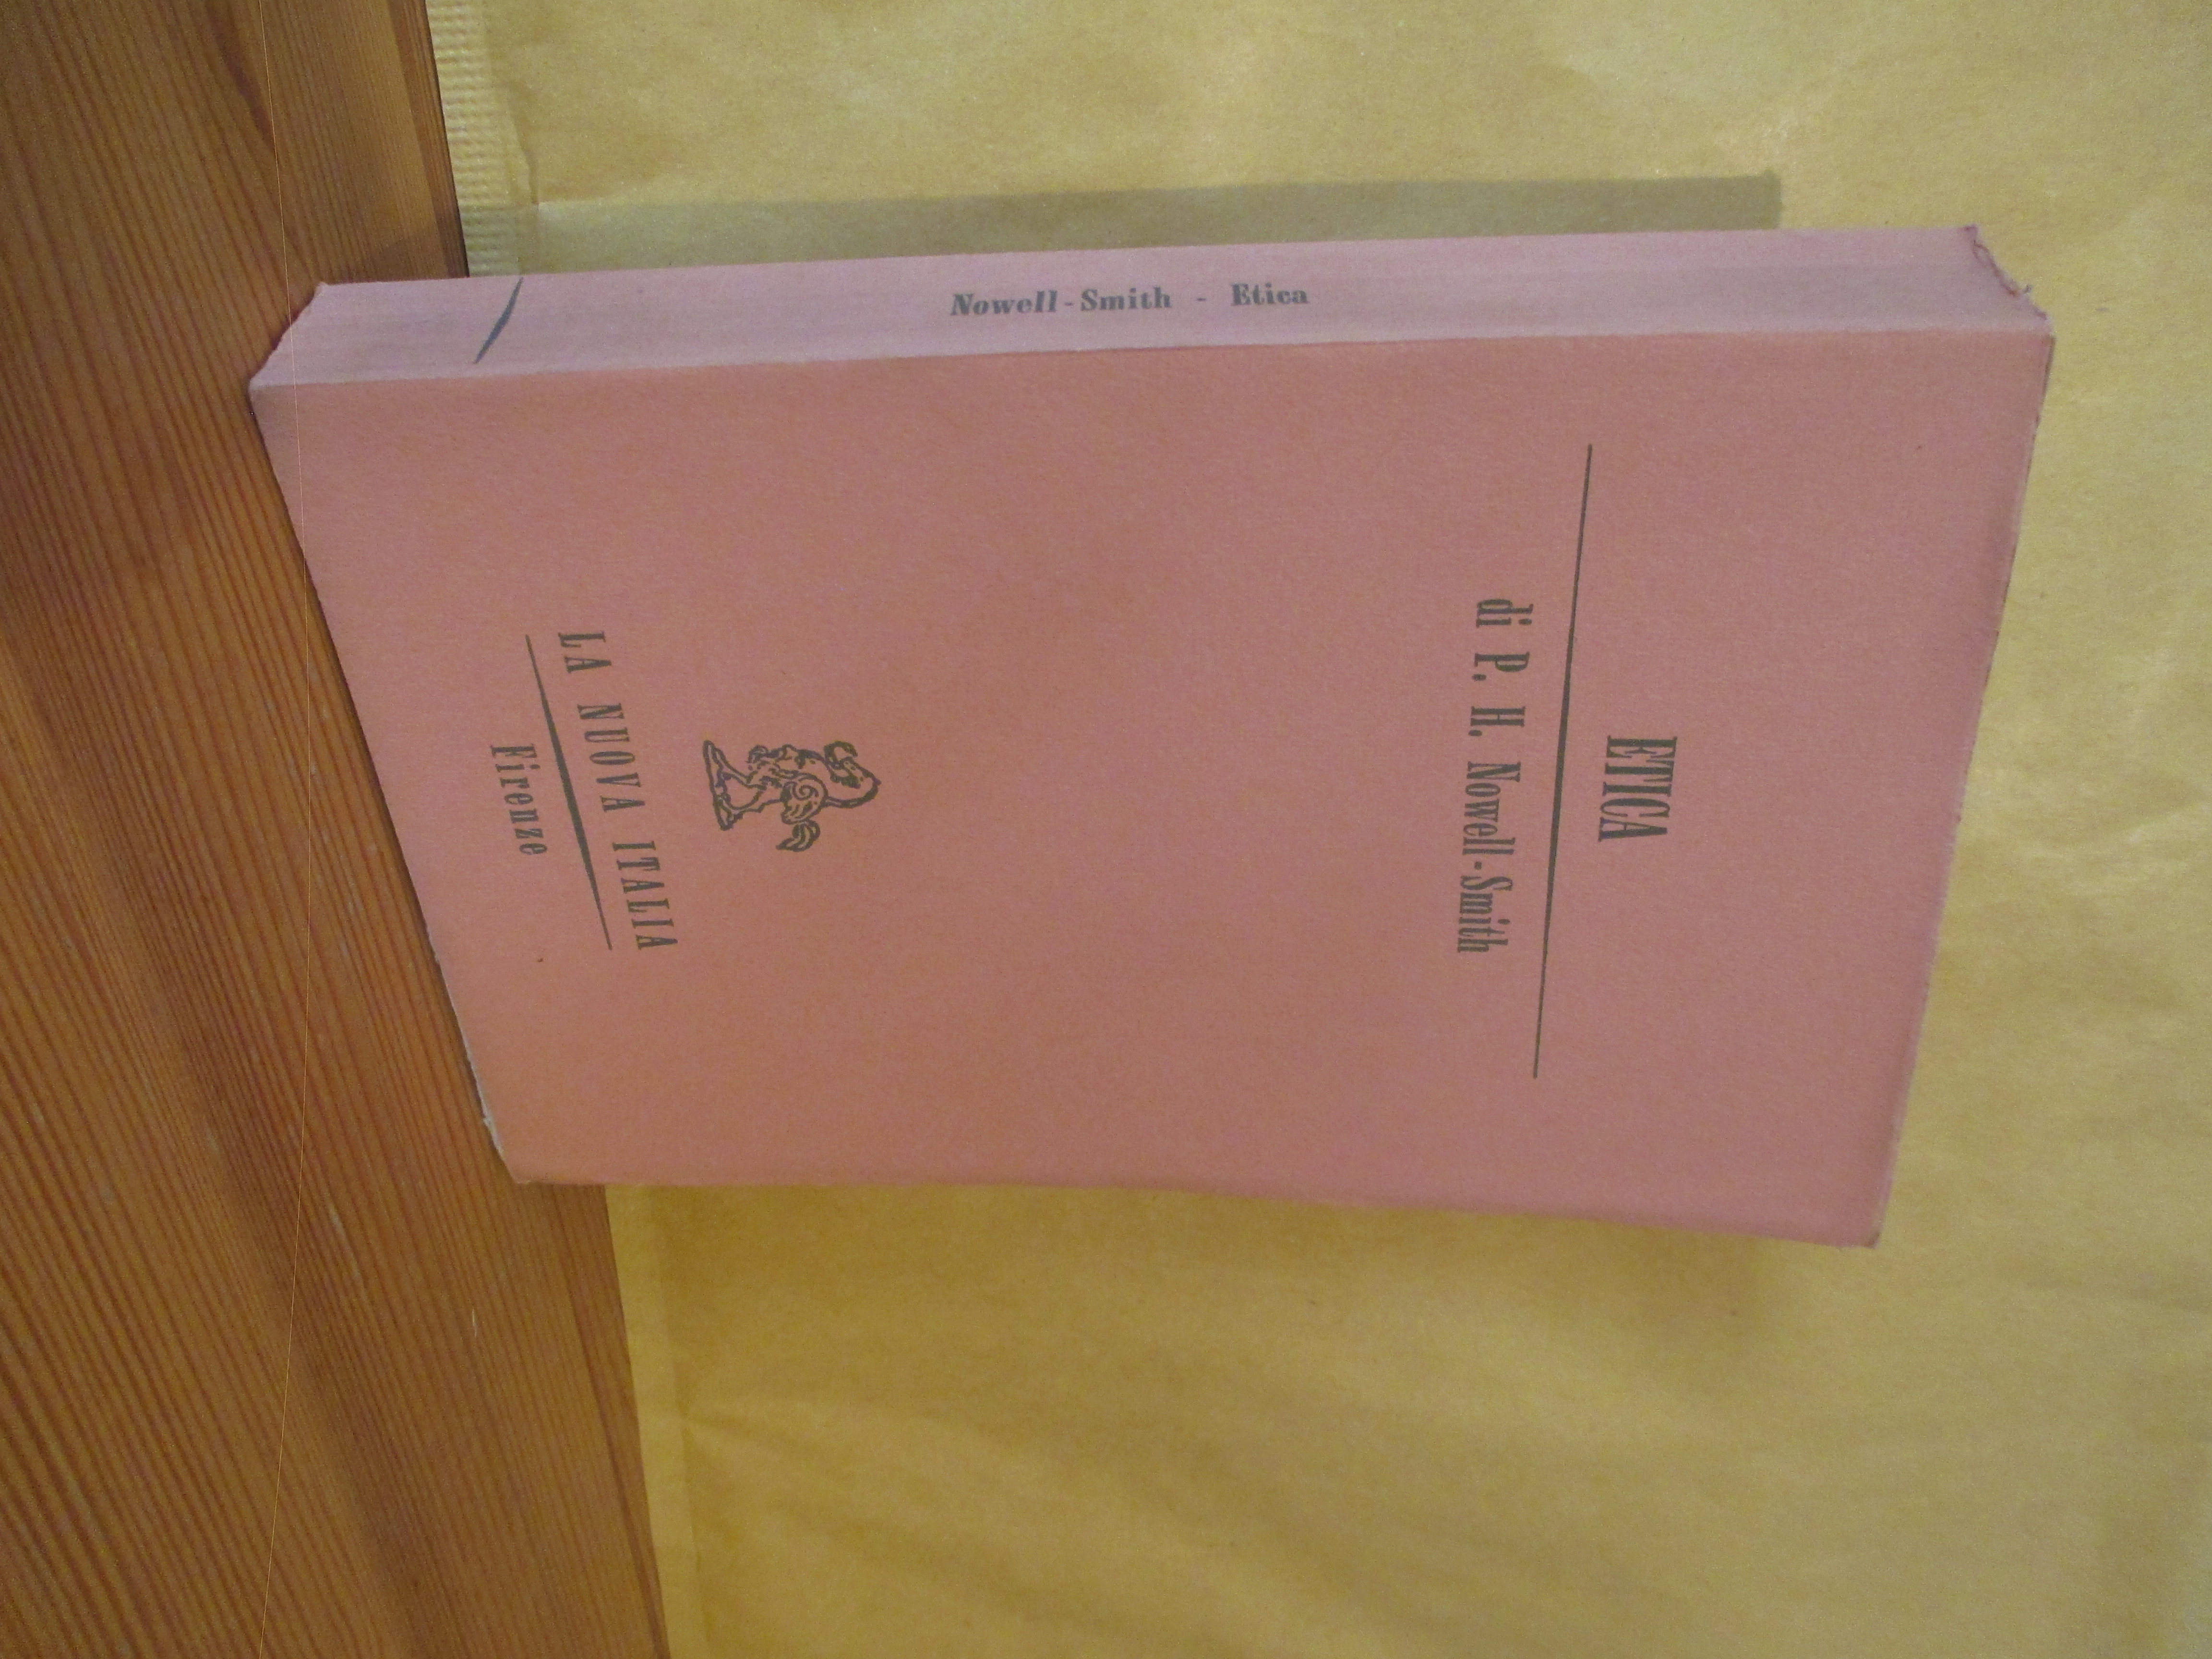 ETICA
di P. H. Nowell-Smith
LA NUOVA ITALIA
Firenze
Nowell-Smith - Etica